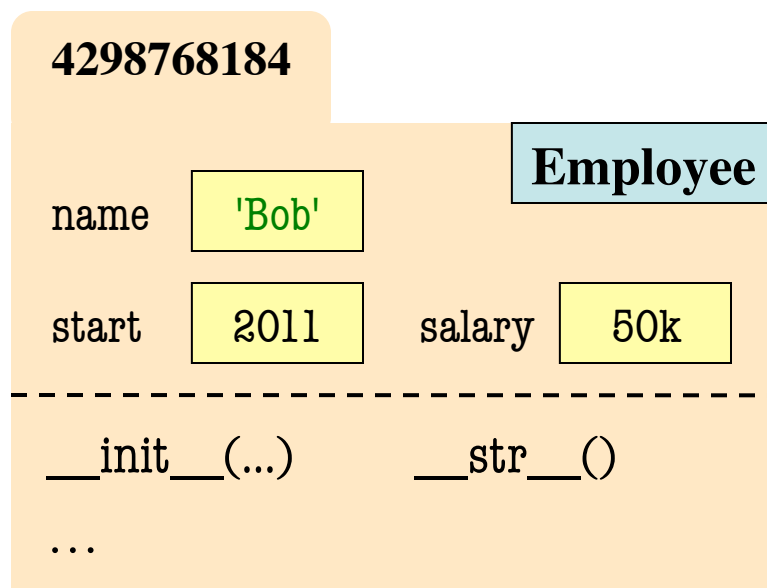 4298768184
Employee
name 'Bob'
start 2011 salary 50k
__init__(...) __str__()
...